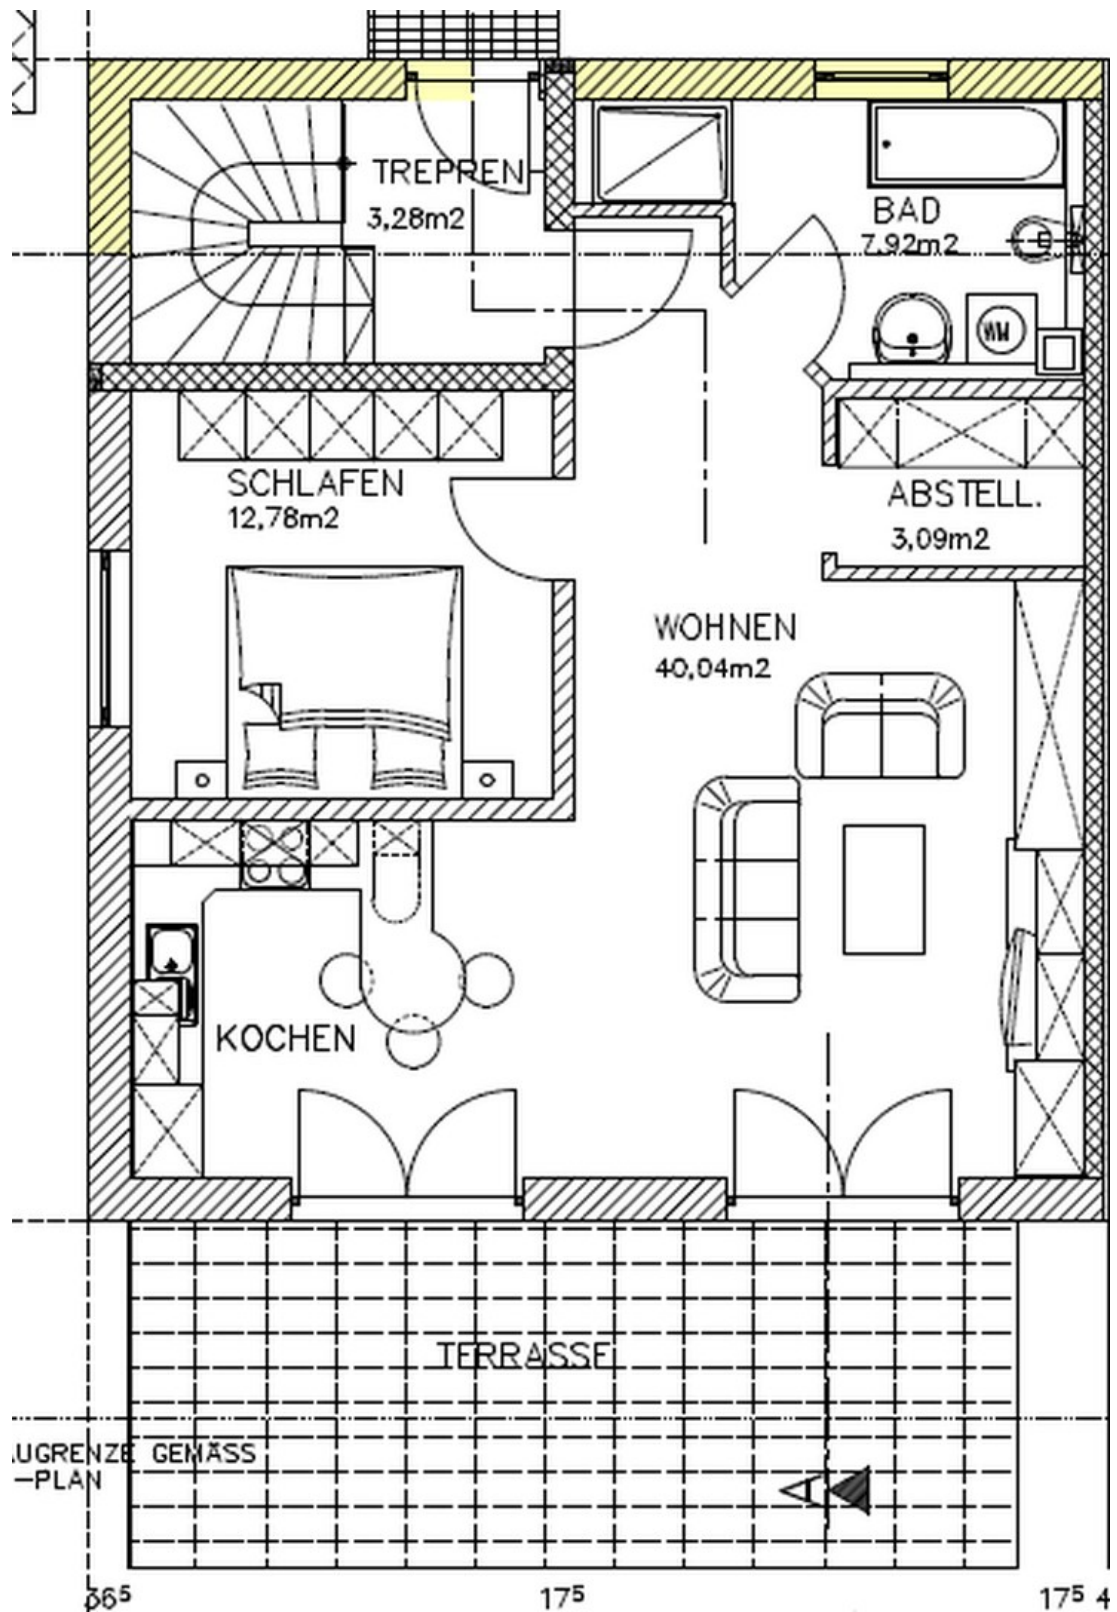 TREPPEN
3,28m2
BAD
7,92m2
WM
SCHLAFEN
12,78m2
ABSTELL.
3,09m2
WOHNEN
40,04m2
KOCHEN
TERRASSE
AUGRENZE GEMÄSS
-PLAN
A
36⁵
17⁵
17⁵ 4